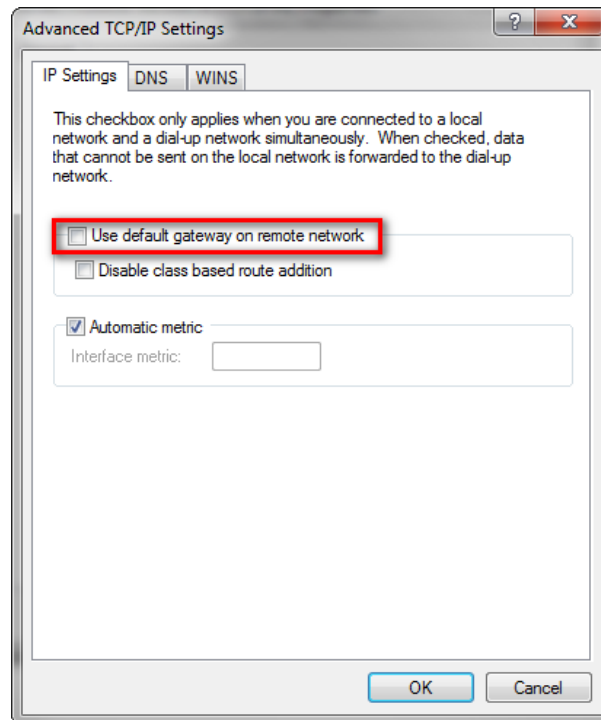 Advanced TCP/IP Settings
IP Settings DNS WINS
This checkbox only applies when you are connected to a local
network and a dial-up network simultaneously. When checked, data
that cannot be sent on the local network is forwarded to the dial-up
network.
Use default gateway on remote network
Disable class based route addition
Automatic metric
Interface metric:
OK Cancel